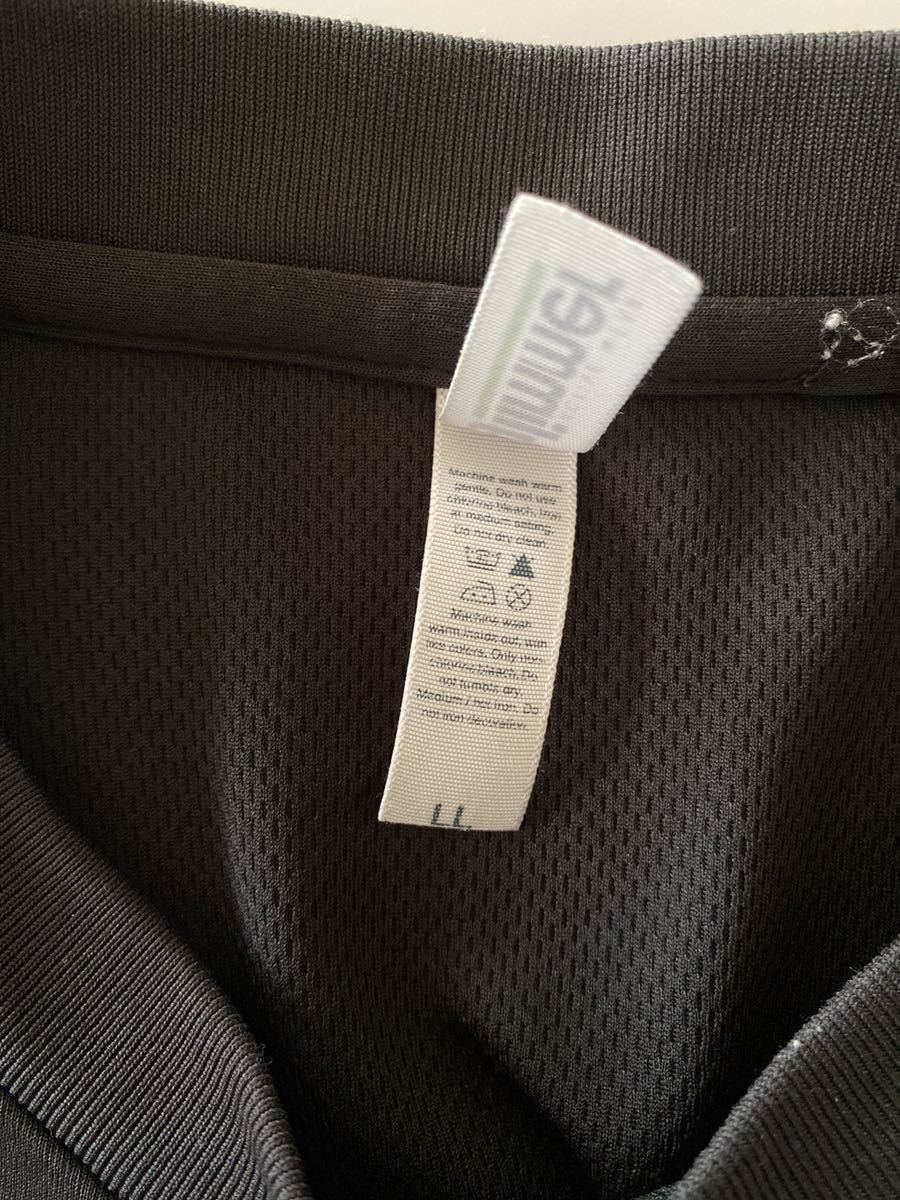 Machine wash warm
gentle. Do not use
chlorine bleach. Iron
at medium setting.
Do not dry clean.
Machine wash
warm inside out, with
like colors. Only non-
chlorine bleach. Do
not tumble dry.
Medium / hot iron. Do
not iron decoration.
LL